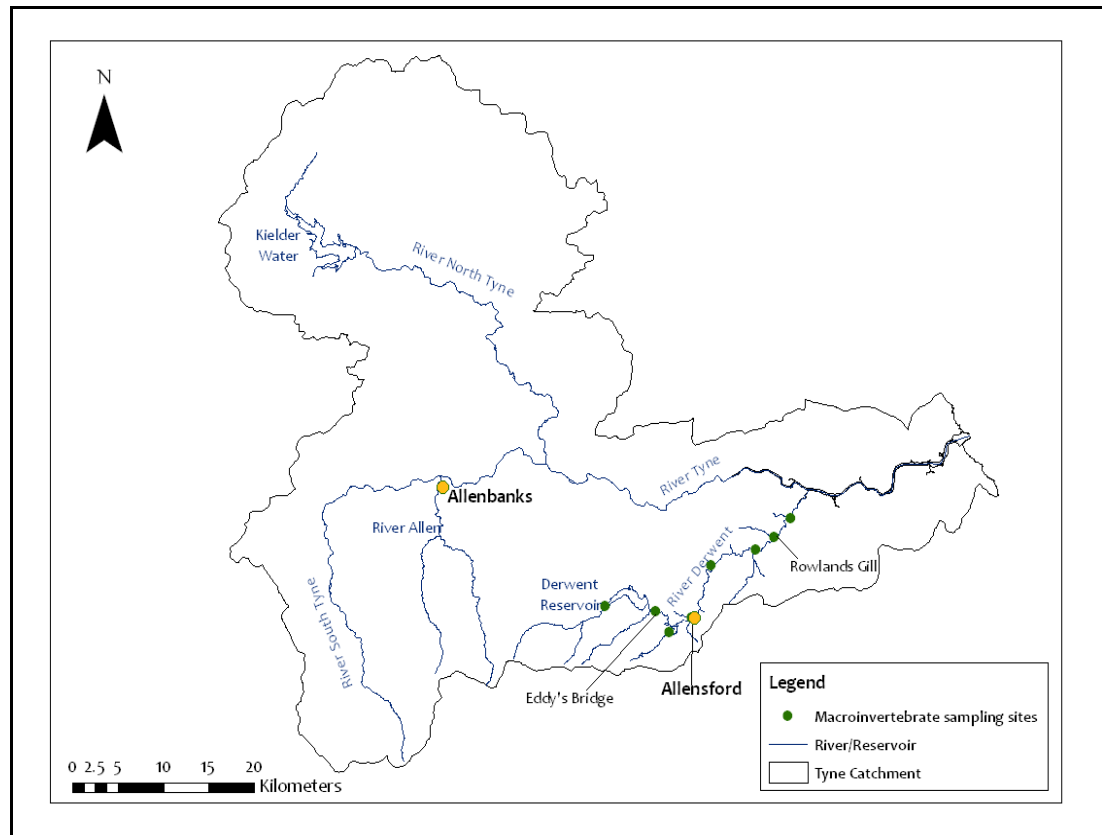 N
Kielder
Water
River North Tyne
River Tyne
Allenbanks
River Allen
River South Tyne
River Derwent
Rowlands Gill
Derwent
Reservoir
Eddy's Bridge
Allensford
Legend
Macroinvertebrate sampling sites
River/Reservoir
Tyne Catchment
0 2.5 5 10 15 20
Kilometers